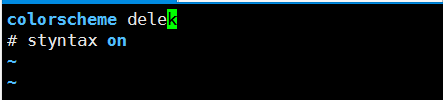 colorscheme delek
# styntax on
~
~